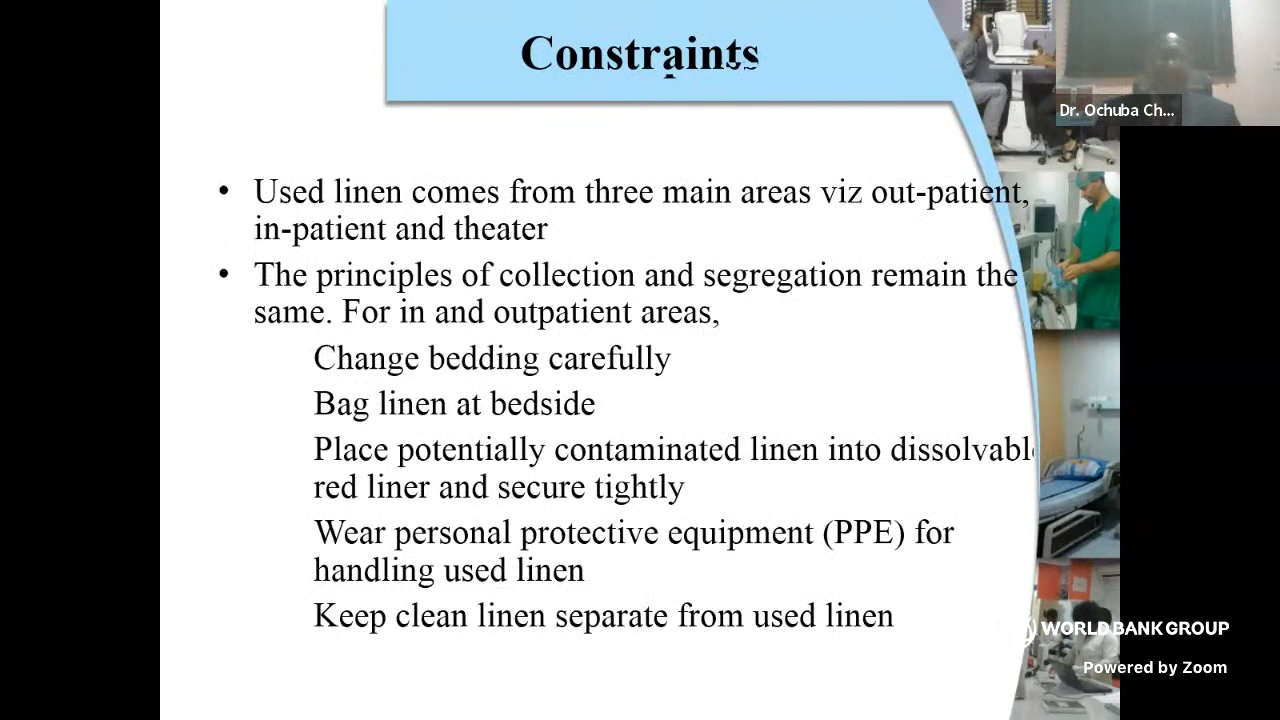 Constraints
Dr. Ochuba Ch...
• Used linen comes from three main areas viz out-patient,
in-patient and theater
• The principles of collection and segregation remain the
same. For in and outpatient areas,
Change bedding carefully
Bag linen at bedside
Place potentially contaminated linen into dissolvable
red liner and secure tightly
Wear personal protective equipment (PPE) for
handling used linen
Keep clean linen separate from used linen
WORLD BANK GROUP
Powered by Zoom